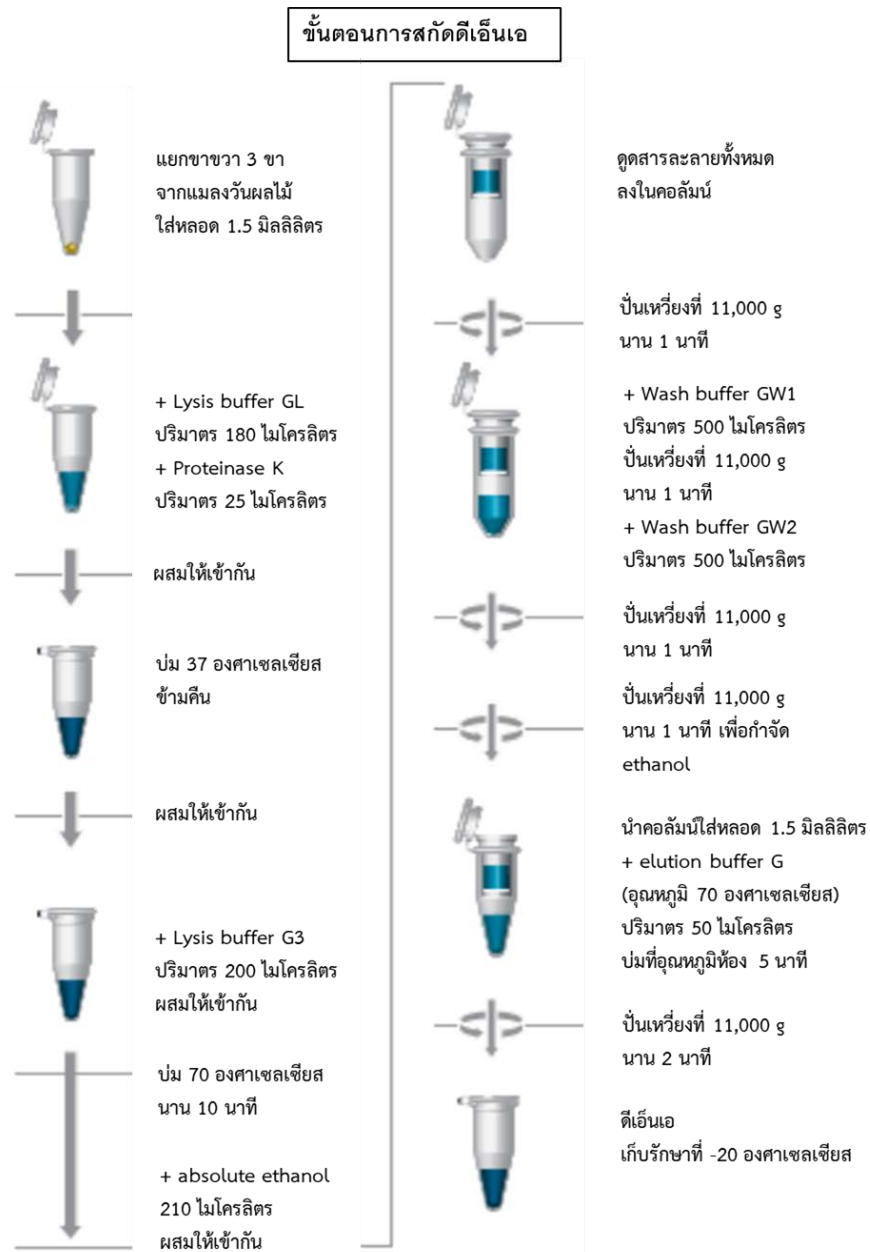 ขั้นตอนการสกัดดีเอ็นเอ
แยกขาขวา 3 ขา
จากแมลงวันผลไม้
ใส่หลอด 1.5 มิลลิลิตร
+ Lysis buffer GL
ปริมาตร 180 ไมโครลิตร
+ Proteinase K
ปริมาตร 25 ไมโครลิตร
ผสมให้เข้ากัน
บ่ม 37 องศาเซลเซียส
ข้ามคืน
ผสมให้เข้ากัน
+ Lysis buffer G3
ปริมาตร 200 ไมโครลิตร
ผสมให้เข้ากัน
บ่ม 70 องศาเซลเซียส
นาน 10 นาที
+ absolute ethanol
210 ไมโครลิตร
ผสมให้เข้ากัน
ดูดสารละลายทั้งหมด
ลงในคอลัมน์
ปั่นเหวี่ยงที่ 11,000 g
นาน 1 นาที
+ Wash buffer GW1
ปริมาตร 500 ไมโครลิตร
ปั่นเหวี่ยงที่ 11,000 g
นาน 1 นาที
+ Wash buffer GW2
ปริมาตร 500 ไมโครลิตร
ปั่นเหวี่ยงที่ 11,000 g
นาน 1 นาที
ปั่นเหวี่ยงที่ 11,000 g
นาน 1 นาที เพื่อกำจัด
ethanol
นำคอลัมน์ใส่หลอด 1.5 มิลลิลิตร
+ elution buffer G
(อุณหภูมิ 70 องศาเซลเซียส)
ปริมาตร 50 ไมโครลิตร
บ่มที่อุณหภูมิห้อง 5 นาที
ปั่นเหวี่ยงที่ 11,000 g
นาน 2 นาที
ดีเอ็นเอ
เก็บรักษาที่ -20 องศาเซลเซียส